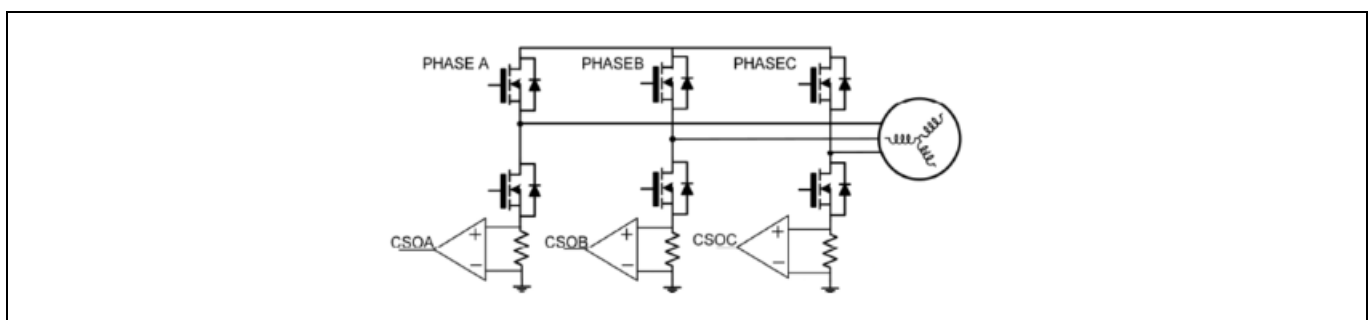 PHASE A
PHASEB
PHASEC
+
−
CSOA
+
−
CSOB
+
−
CSOC